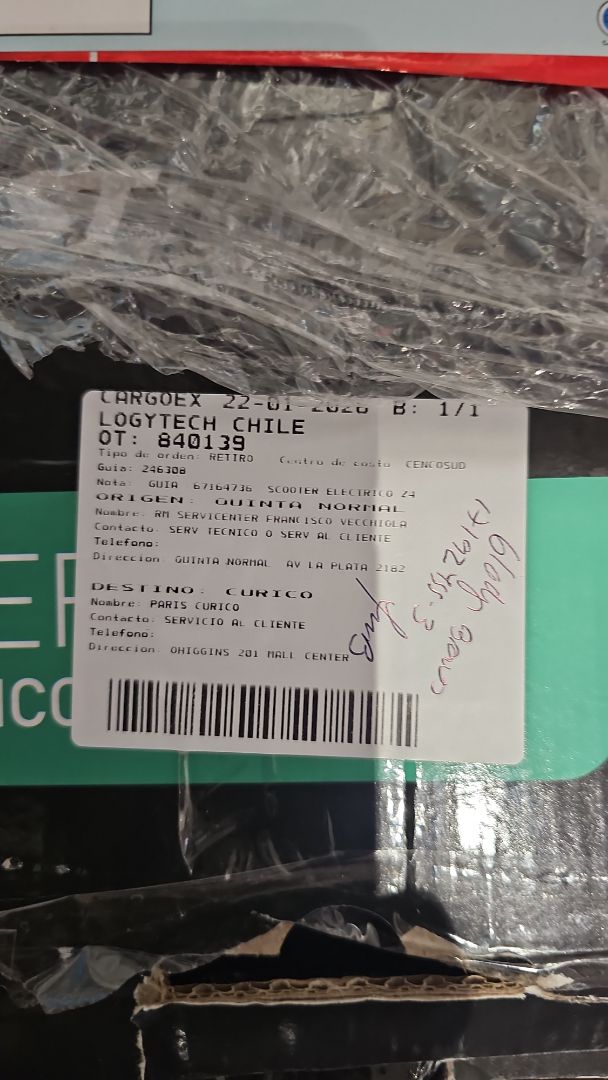 CARGOEX 22-01-2026 B: 1/1
LOGYTECH CHILE
OT: 840139
Tipo de orden: RETIRO Centro de costo CENCOSUD
Guia: 246308
Nota: GUIA 67164736 SCOOTER ELECTRICO Z4
ORIGEN: QUINTA NORMAL
Nombre: RM SERVICENTER FRANCISCO VECCHIOLA
Contacto: SERV TECNICO O SERV AL CLIENTE
Telefono:
Direccion: QUINTA NORMAL AV LA PLATA 2182
DESTINO: CURICO
Nombre: PARIS CURICO
Contacto: SERVICIO AL CLIENTE
Telefono:
Direccion: OHIGGINS 201 MALL CENTER